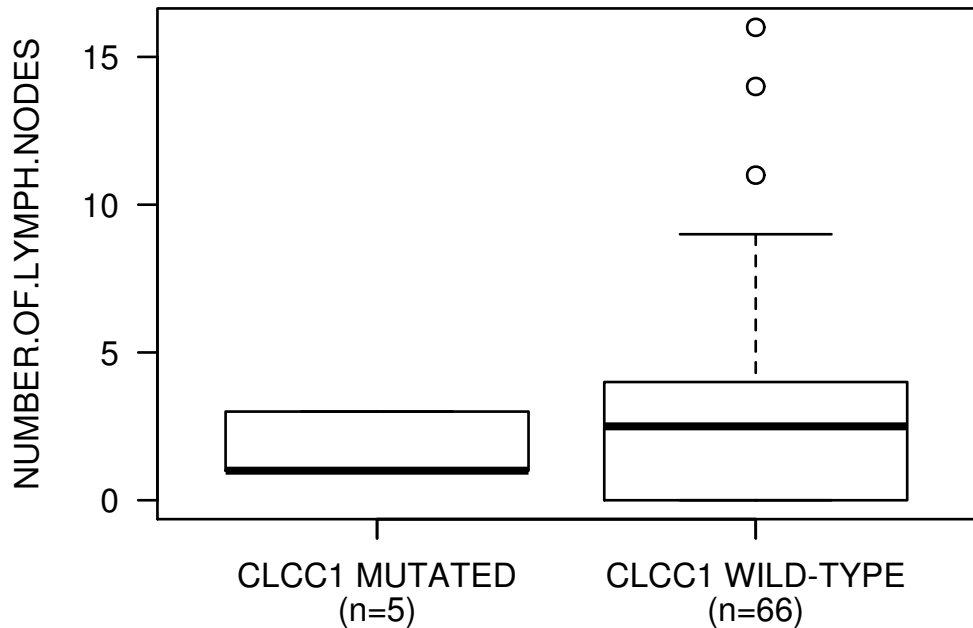 NUMBER.OF.LYMPH.NODES
15
10
5
0
CLCC1 MUTATED
(n=5)
CLCC1 WILD-TYPE
(n=66)